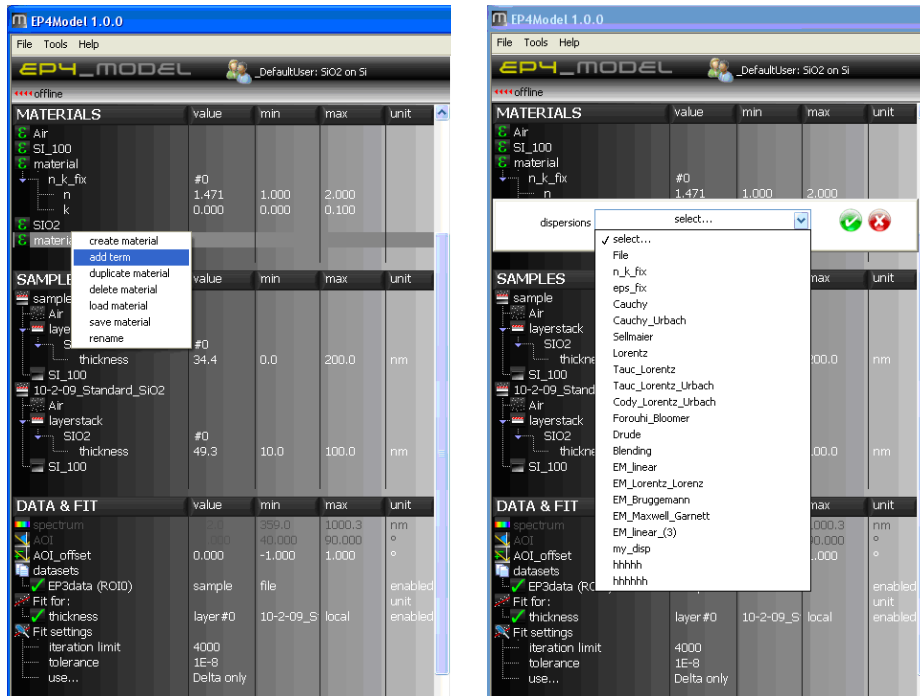 EP4Model 1.0.0
File Tools Help
EP4_MODEL _DefaultUser: SiO2 on Si
offline
MATERIALS value min max unit
Air
SI_100
material
n_k_fix #0
n 1.471 1.000 2.000
k 0.000 0.000 0.100
SIO2
materia
create material
add term
duplicate material
delete material
load material
save material
rename
SAMPLE value min max unit
sample
Air
laye
S #0
thickness 34.4 0.0 200.0 nm
SI_100
10-2-09_Standard_SiO2
Air
layerstack
SIO2 #0
thickness 49.3 10.0 100.0 nm
SI_100
DATA & FIT value min max unit
spectrum 359.0 1000.3 nm
AOI 40.000 90.000 °
AOI_offset 0.000 -1.000 1.000 °
datasets
EP3data (ROI0) sample file enabled
Fit for: unit
thickness layer#0 10-2-09_S local enabled
Fit settings
iteration limit 4000
tolerance 1E-8
use... Delta only
EP4Model 1.0.0
File Tools Help
EP4_MODEL _DefaultUser: SiO2 on Si
offline
MATERIALS value min max unit
Air
SI_100
material
n_k_fix #0
n 1.471 1.000 2.000
dispersions select...
select...
File
n_k_fix
eps_fix
Cauchy
Cauchy_Urbach
Sellmaier
Lorentz
Tauc_Lorentz
Tauc_Lorentz_Urbach
Cody_Lorentz_Urbach
Forouhi_Bloomer
Drude
Blending
EM_linear
EM_Lorentz_Lorenz
EM_Bruggemann
EM_Maxwell_Garnett
EM_linear_(3)
my_disp
hhhhh
hhhhhh
SAMPLES max unit
sample
Air
layerstack
SIO2
thickne 200.0 nm
SI_100
10-2-09_Stand
Air
layerstack
SIO2
thickne 100.0 nm
SI_100
DATA & FIT max unit
spectrum 1000.3 nm
AOI 90.000 °
AOI_offset 1.000 °
datasets
EP3data (RO enabled
Fit for: unit
thickness layer#0 10-2-09_S local enabled
Fit settings
iteration limit 4000
tolerance 1E-8
use... Delta only